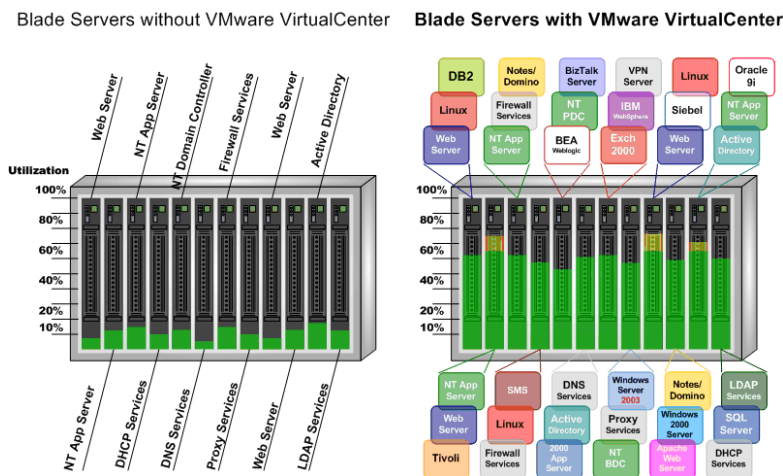 Blade Servers without VMware VirtualCenter
Web Server
NT App Server
NT Domain Controller
Firewall Services
Web Server
Active Directory
Utilization
100%
80%
60%
40%
20%
10%
NT App Server
DHCP Services
DNS Services
Proxy Services
Web Server
LDAP Services
Blade Servers with VMware VirtualCenter
DB2
Notes/
Domino
BizTalk
Server
VPN
Server
Linux
Oracle
9i
Linux
Firewall
Services
NT
PDC
IBM
WebSphere
Siebel
NT App
Server
Web
Server
NT App
Server
BEA
Weblogic
Exch
2000
Web
Server
Active
Directory
100%
80%
60%
40%
20%
10%
NT App
Server
SMS
DNS
Services
Windows
Server
2003
Notes/
Domino
LDAP
Services
Web
Server
Linux
Active
Directory
Proxy
Services
Windows
2000
Server
SQL
Server
Tivoli
Firewall
Services
2000
App
Server
NT
BDC
Apache
Web
Server
DHCP
Services